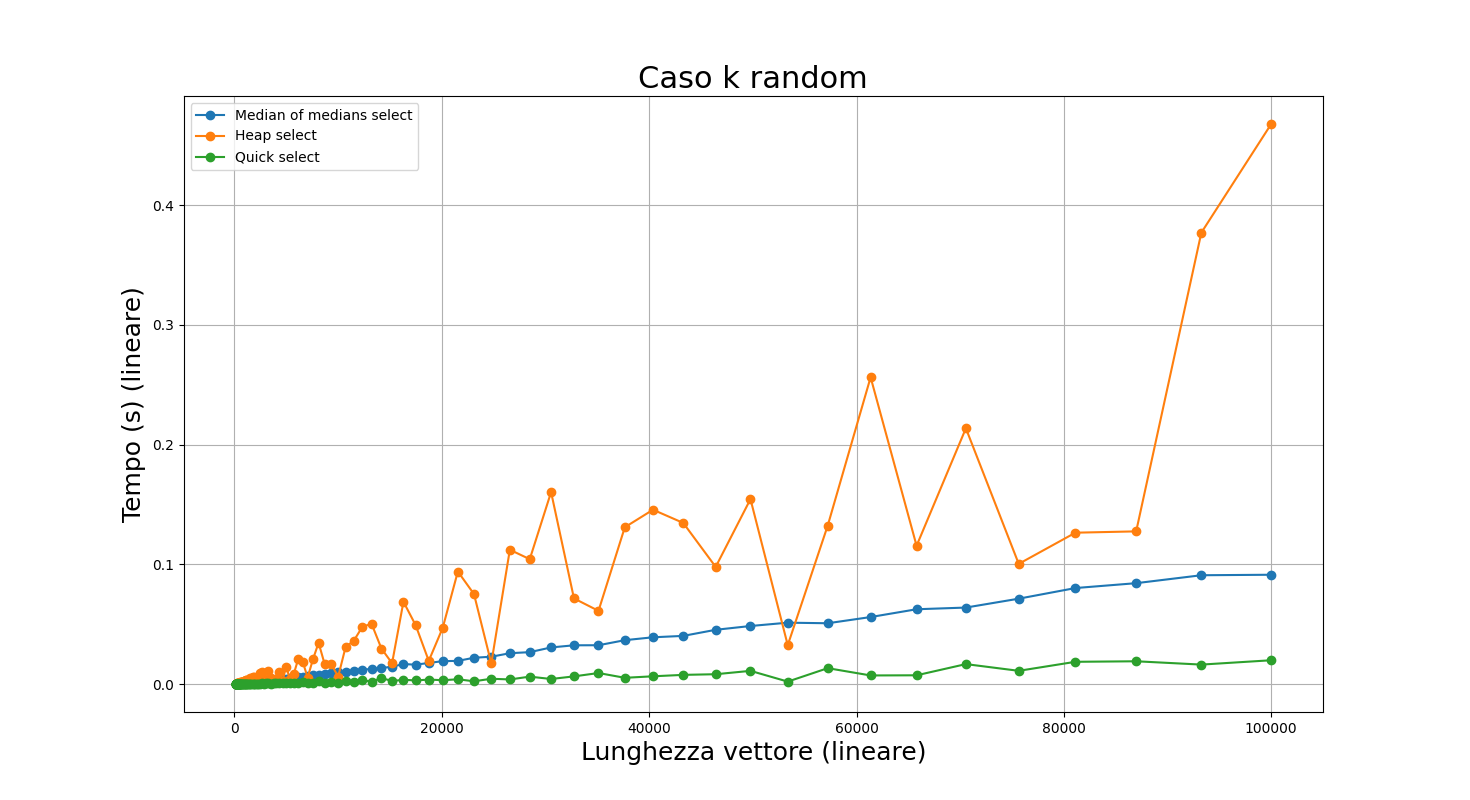 Caso k random
Median of medians select
Heap select
Quick select
Tempo (s) (lineare)
0.4
0.3
0.2
0.1
0.0
0 20000 40000 60000 80000 100000
Lunghezza vettore (lineare)